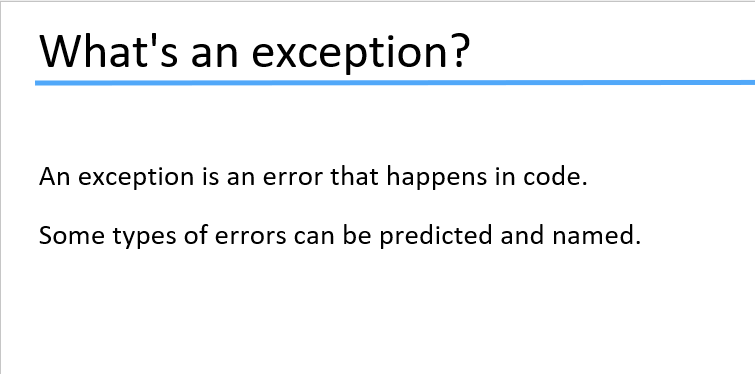 What's an exception?
An exception is an error that happens in code.
Some types of errors can be predicted and named.